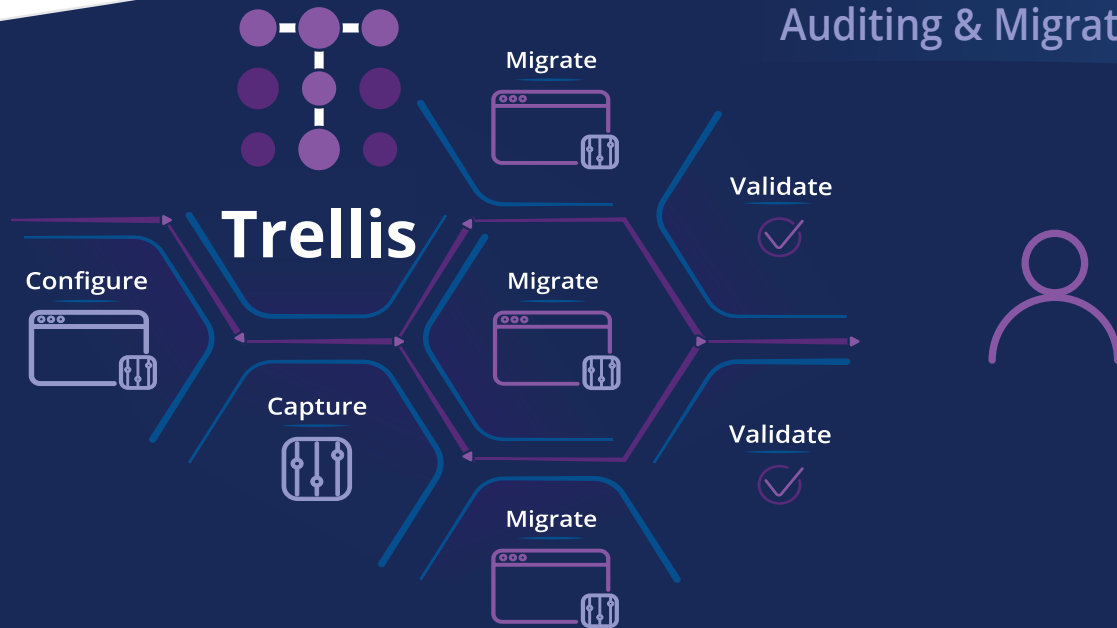 Auditing & Migrat
Migrate
Validate
Trellis
Configure
Migrate
Capture
Validate
Migrate